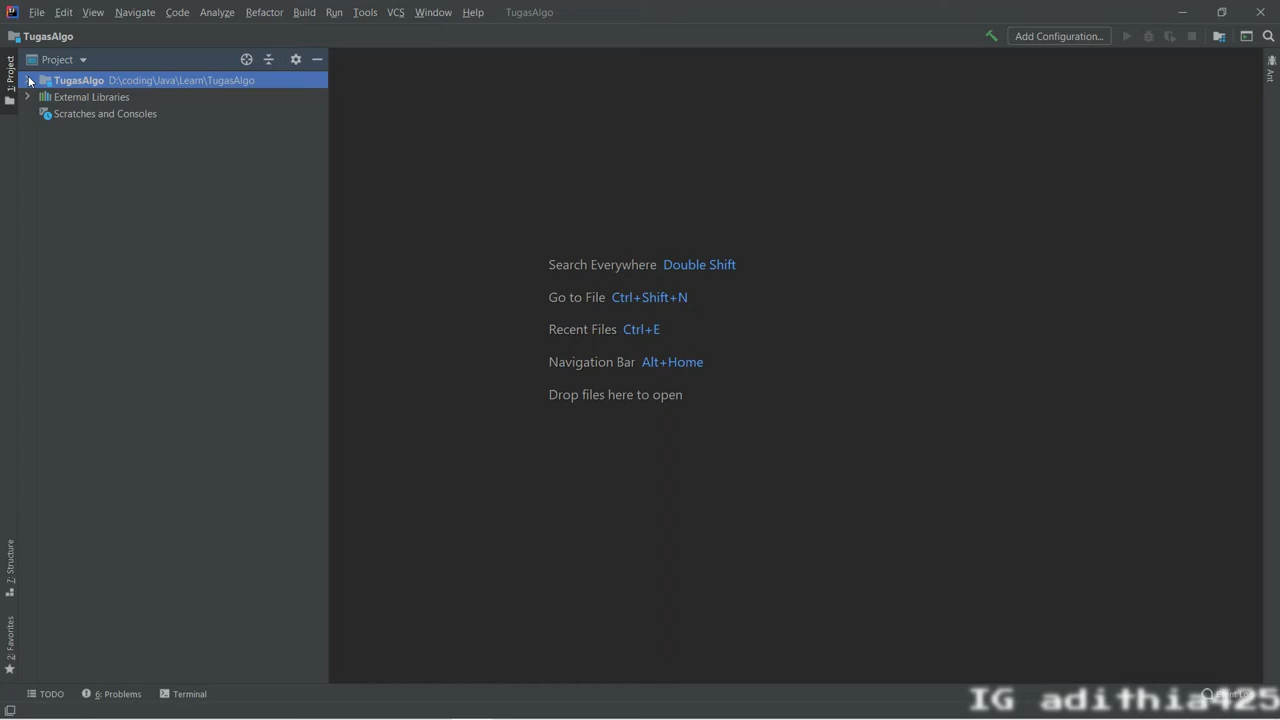 File Edit View Navigate Code Analyze Refactor Build Run Tools VCS Window Help TugasAlgo
TugasAlgo
Add Configuration...
1: Project
Project
TugasAlgo D:\coding\Java\Learn\TugasAlgo
External Libraries
Scratches and Consoles
Ant
Search Everywhere Double Shift
Go to File Ctrl+Shift+N
Recent Files Ctrl+E
Navigation Bar Alt+Home
Drop files here to open
7: Structure
2: Favorites
TODO 6: Problems Terminal
IG adithia425